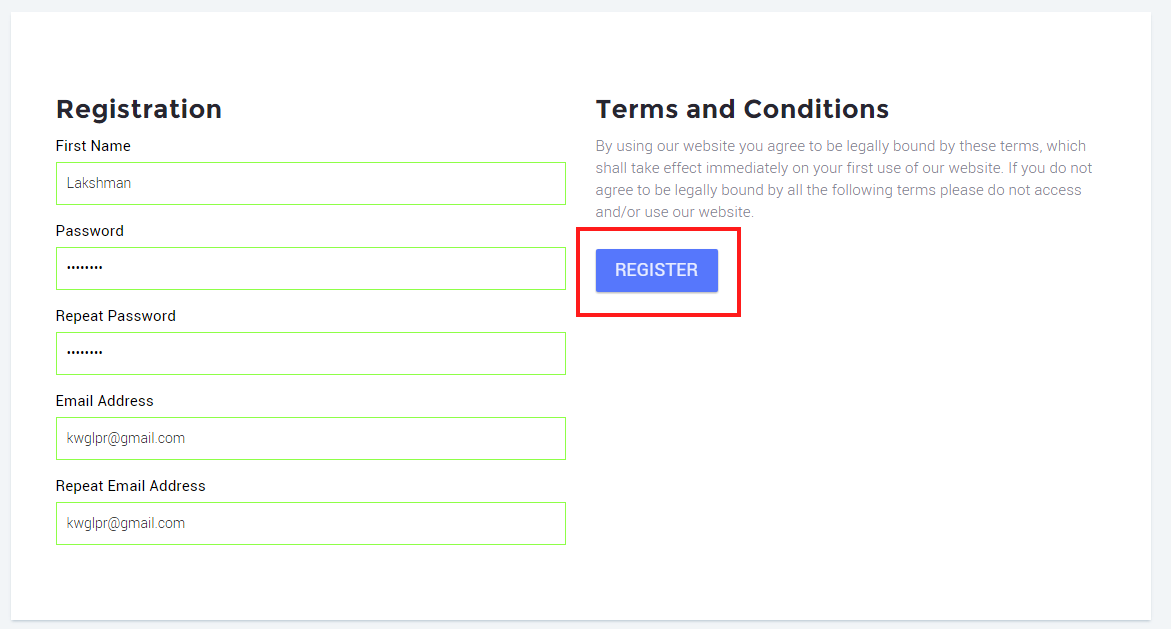 Registration
First Name
Lakshman
Password
••••••••
Repeat Password
••••••••
Email Address
kwglpr@gmail.com
Repeat Email Address
kwglpr@gmail.com
Terms and Conditions
By using our website you agree to be legally bound by these terms, which
shall take effect immediately on your first use of our website. If you do not
agree to be legally bound by all the following terms please do not access
and/or use our website.
REGISTER